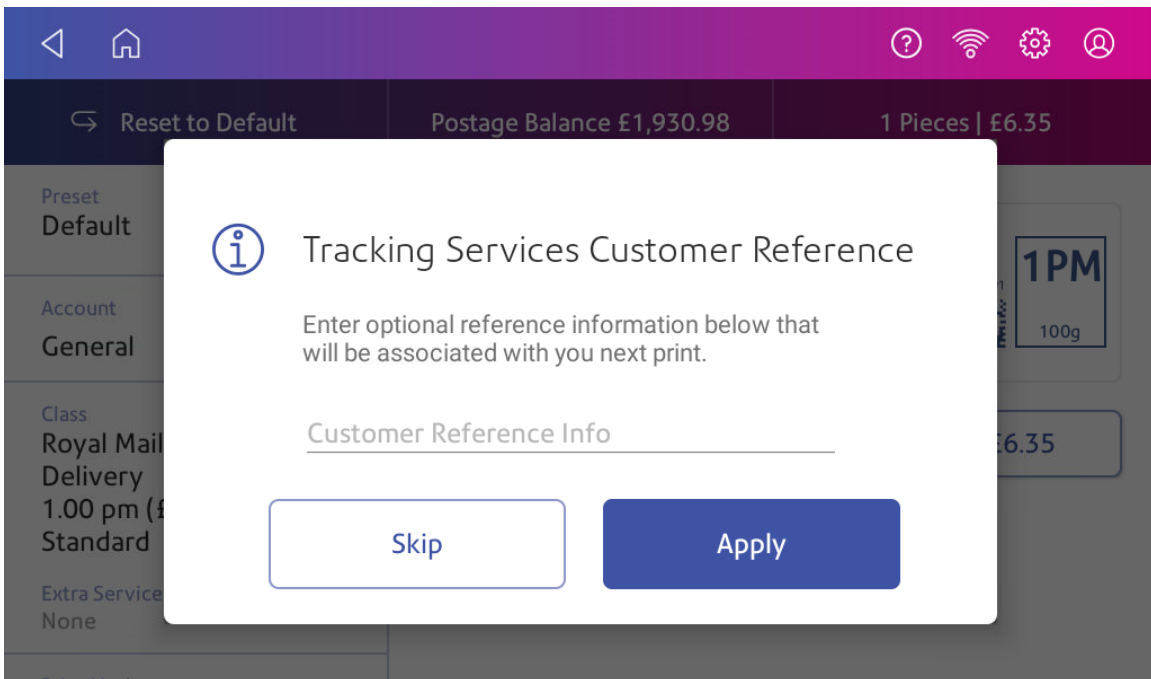 Reset to Default
Postage Balance £1,930.98
1 Pieces | £6.35
Preset
Default
Account
General
Class
Royal Mail
Delivery
1.00 pm (£
Standard
Extra Service
None
Tracking Services Customer Reference
Enter optional reference information below that
will be associated with you next print.
Customer Reference Info
Skip
Apply
1PM
100g
£6.35